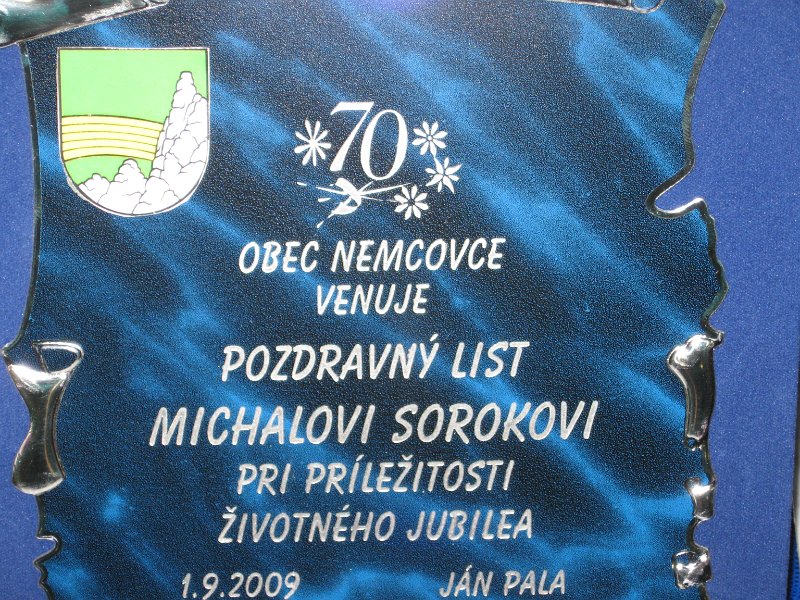 70
OBEC NEMCOVCE
VENUJE
POZDRAVNÝ LIST
MICHALOVI SOROKOVI
PRI PRÍLEŽITOSTI
ŽIVOTNÉHO JUBILEA
1.9.2009 JÁN PALA